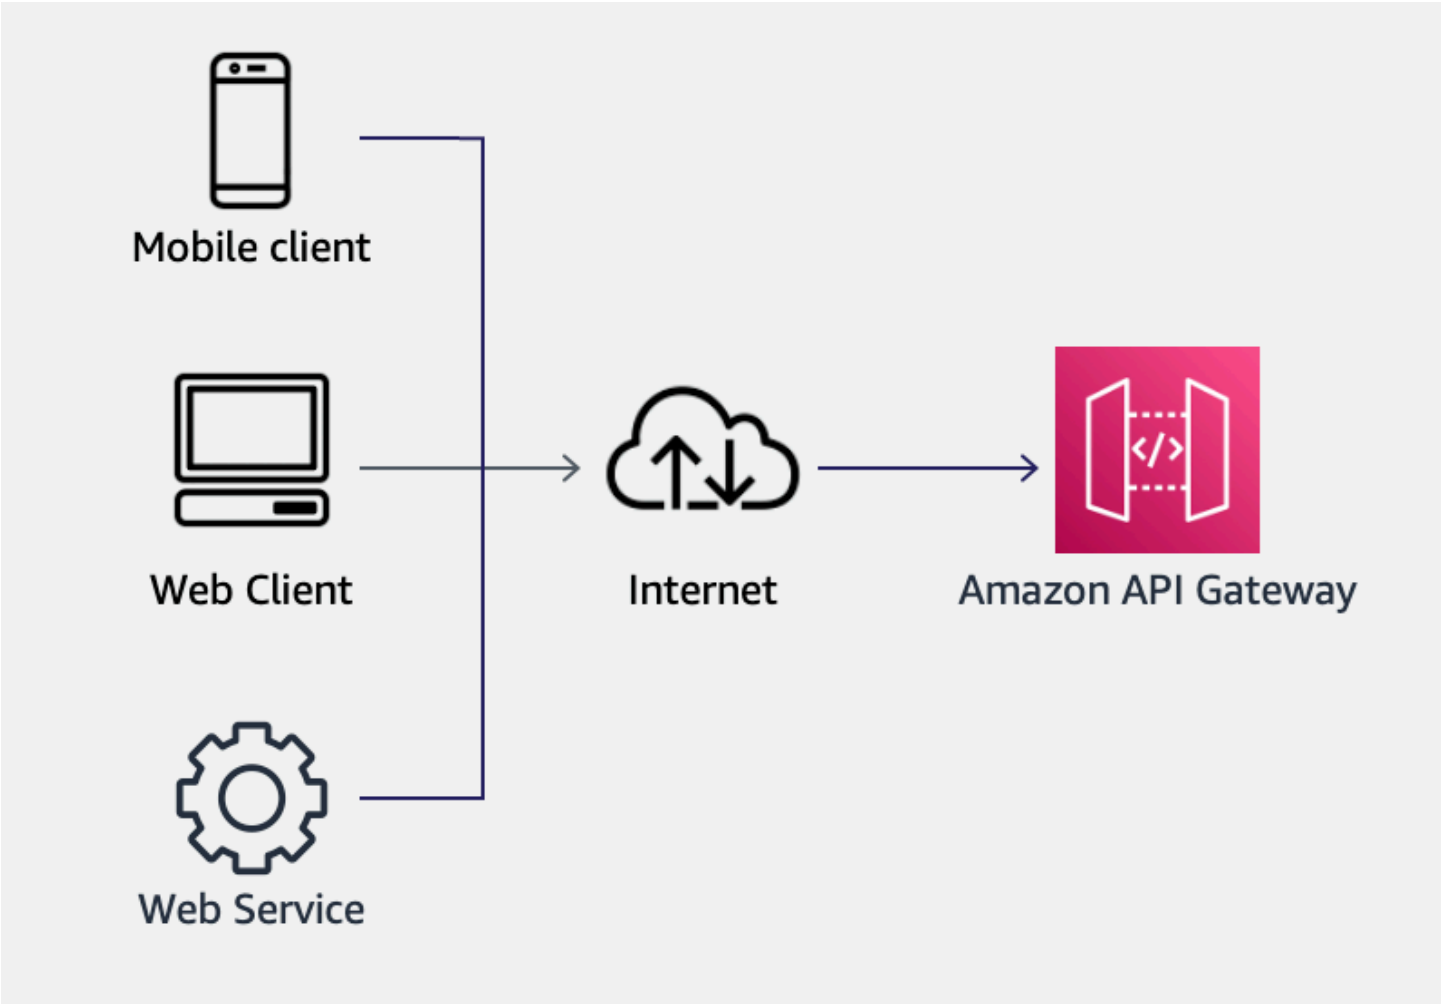 Mobile client
Web Client
Internet
Amazon API Gateway
Web Service